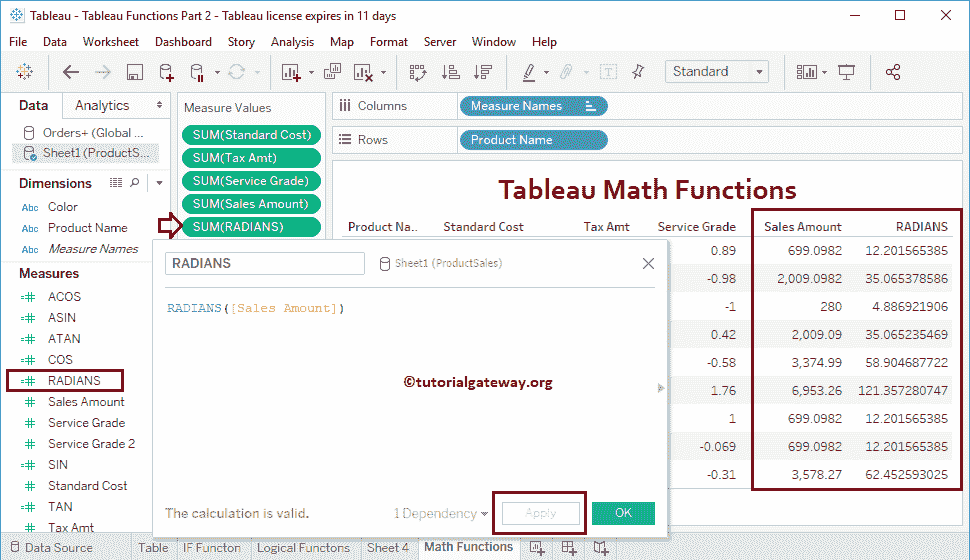 Tableau - Tableau Functions Part 2 - Tableau license expires in 11 days
File Data Worksheet Dashboard Story Analysis Map Format Server Window Help
Standard
Data Analytics
Orders+ (Global ...
Sheet1 (ProductS...
Dimensions
Abc Color
Abc Product Name
Abc Measure Names
Measures
ACOS
ASIN
ATAN
COS
RADIANS
Sales Amount
Service Grade
Service Grade 2
SIN
Standard Cost
TAN
Tax Amt
Measure Values
SUM(Standard Cost)
SUM(Tax Amt)
SUM(Service Grade)
SUM(Sales Amount)
SUM(RADIANS)
Columns Measure Names
Rows Product Name
Tableau Math Functions
Product Na.. Standard Cost Tax Amt Service Grade Sales Amount RADIANS
0.89 699.0982 12.201565385
-0.98 2,009.0982 35.065378586
-1 280 4.886921906
0.42 2,009.09 35.065235469
-0.58 3,374.99 58.904687722
1.76 6,953.26 121.357280747
1 699.0982 12.201565385
-0.069 699.0982 12.201565385
-0.31 3,578.27 62.452593025
RADIANS Sheet1 (ProductSales)
RADIANS([Sales Amount])
©tutorialgateway.org
The calculation is valid. 1 Dependency Apply OK
Data Source Table IF Functon Logical Functons Sheet 4 Math Functions